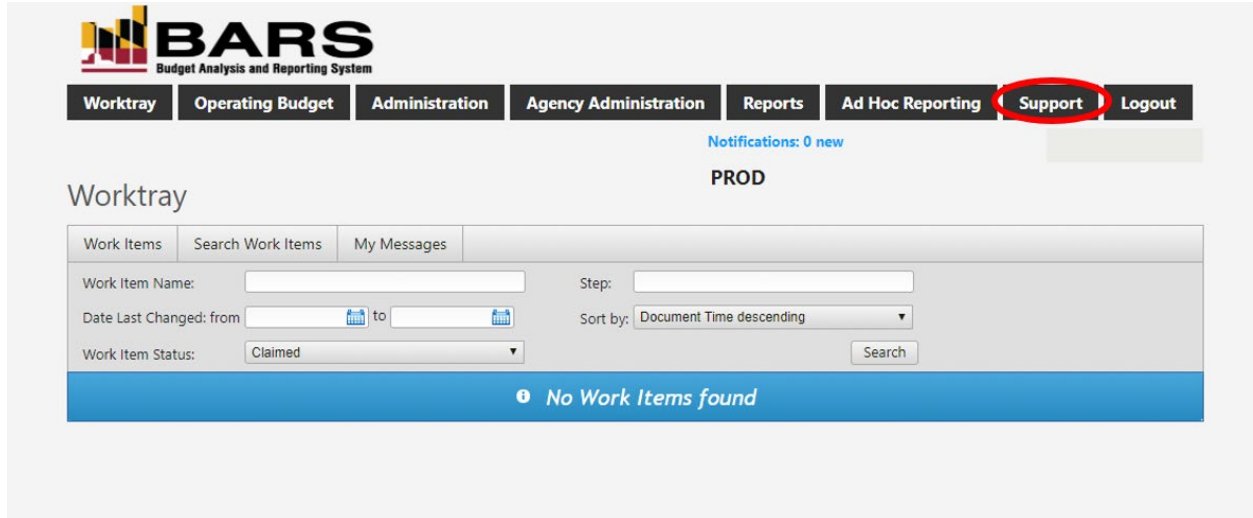 BARS
Budget Analysis and Reporting System
Worktray Operating Budget Administration Agency Administration Reports Ad Hoc Reporting Support Logout
Notifications: 0 new
PROD
Worktray
Work Items Search Work Items My Messages
Work Item Name: Step:
Date Last Changed: from to Sort by: Document Time descending
Work Item Status: Claimed Search
No Work Items found